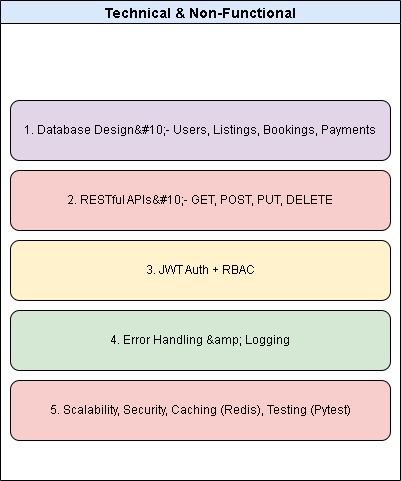 Technical & Non-Functional
1. Database Design&#10;- Users, Listings, Bookings, Payments
2. RESTful APIs&#10;- GET, POST, PUT, DELETE
3. JWT Auth + RBAC
4. Error Handling &amp; Logging
5. Scalability, Security, Caching (Redis), Testing (Pytest)